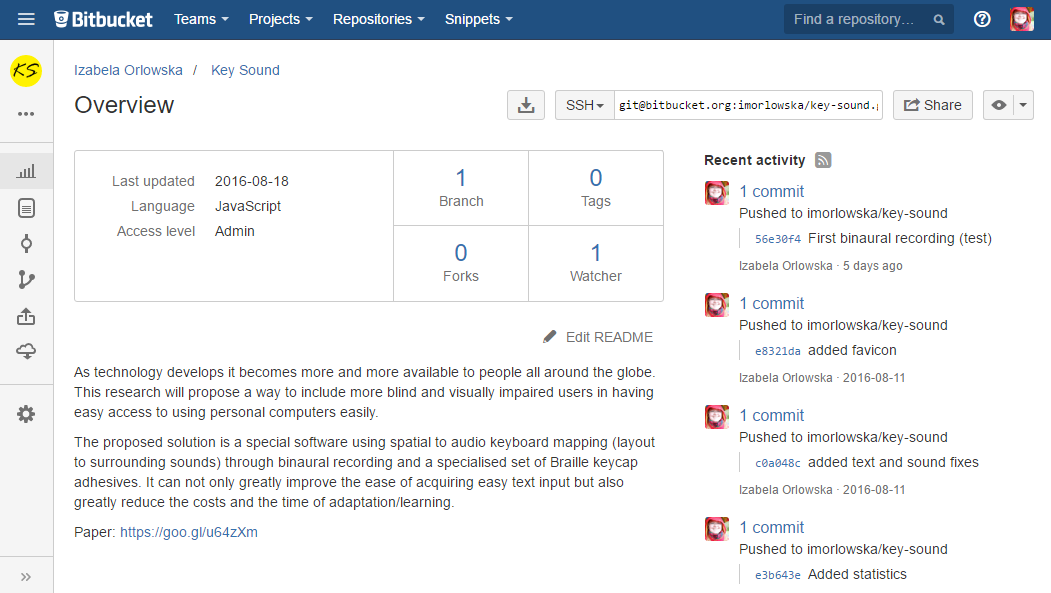 Bitbucket Teams Projects Repositories Snippets Find a repository...
KS
Izabela Orlowska / Key Sound
Overview
SSH git@bitbucket.org:imorlowska/key-sound.g
Share
Last updated 2016-08-18
Language JavaScript
Access level Admin
1
Branch
0
Tags
0
Forks
1
Watcher
Edit README
As technology develops it becomes more and more available to people all around the globe.
This research will propose a way to include more blind and visually impaired users in having
easy access to using personal computers easily.
The proposed solution is a special software using spatial to audio keyboard mapping (layout
to surrounding sounds) through binaural recording and a specialised set of Braille keycap
adhesives. It can not only greatly improve the ease of acquiring easy text input but also
greatly reduce the costs and the time of adaptation/learning.
Paper: https://goo.gl/u64zXm
Recent activity
1 commit
Pushed to imorlowska/key-sound
56e30f4 First binaural recording (test)
Izabela Orlowska · 5 days ago
1 commit
Pushed to imorlowska/key-sound
e8321da added favicon
Izabela Orlowska · 2016-08-11
1 commit
Pushed to imorlowska/key-sound
c0a048c added text and sound fixes
Izabela Orlowska · 2016-08-11
1 commit
Pushed to imorlowska/key-sound
e3b643e Added statistics